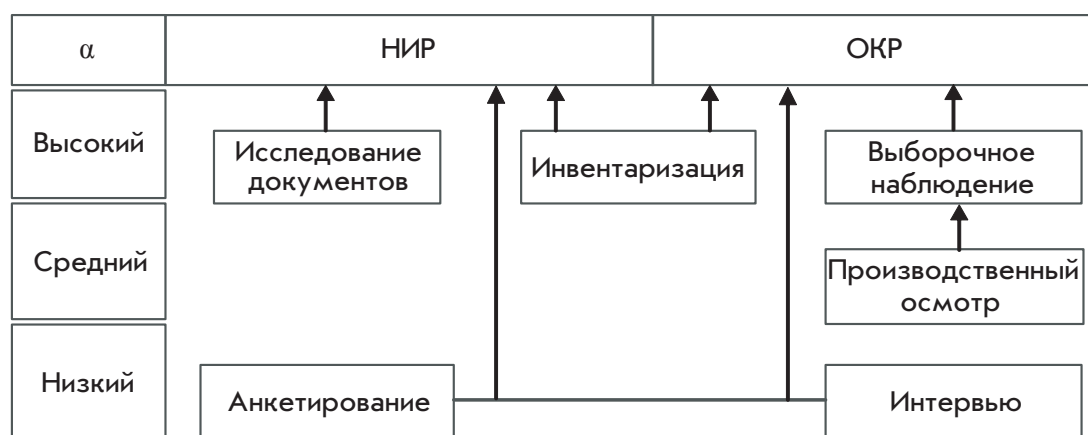 α
НИР
ОКР
Высокий
Исследование
документов
Инвентаризация
Выборочное
наблюдение
Средний
Производственный
осмотр
Низкий
Анкетирование
Интервью